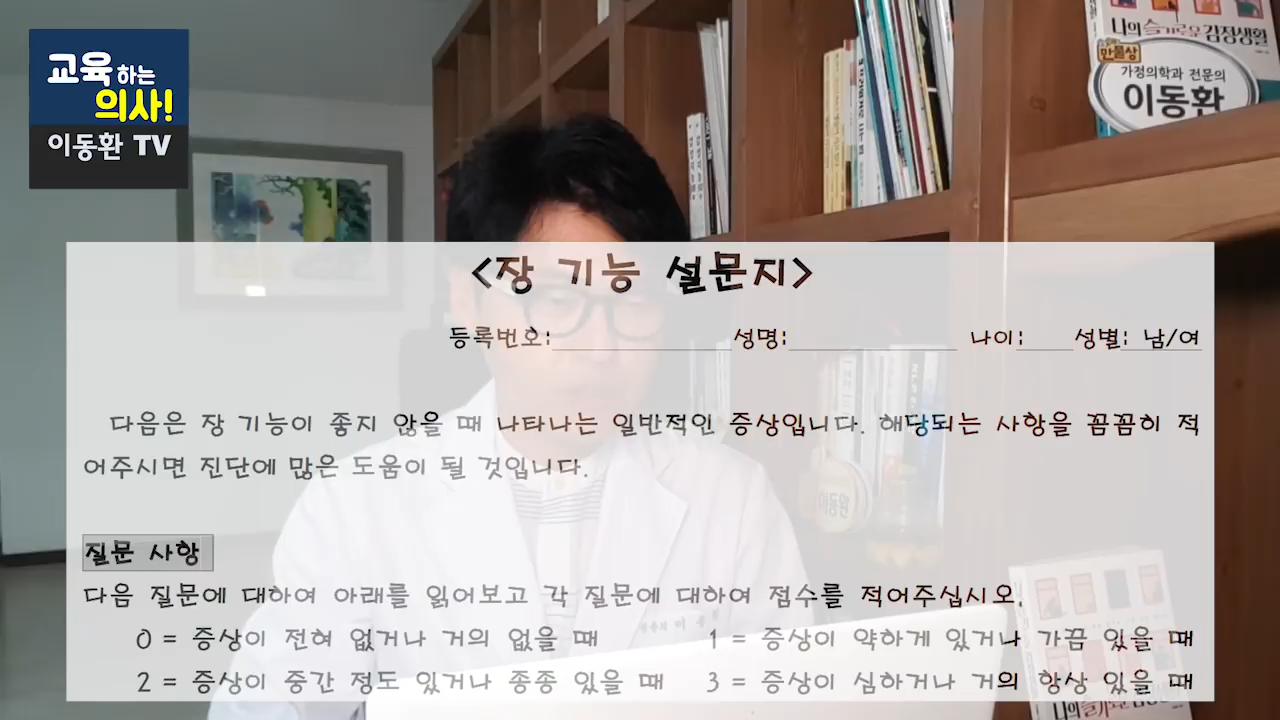 교육하는
의사!
이동환 TV
나의 슬기로운 감정생활
만물상
가정의학과 전문의
이동환
<장 기능 설문지>
등록번호: 성명: 나이: 성별: 남/여
다음은 장 기능이 좋지 않을 때 나타나는 일반적인 증상입니다. 해당되는 사항을 꼼꼼히 적
어주시면 진단에 많은 도움이 될 것입니다.
이동환
질문 사항
다음 질문에 대하여 아래를 읽어보고 각 질문에 대하여 점수를 적어주십시오.
0 = 증상이 전혀 없거나 거의 없을 때 1 = 증상이 약하게 있거나 가끔 있을 때
2 = 증상이 중간 정도 있거나 종종 있을 때 3 = 증상이 심하거나 거의 항상 있을 때